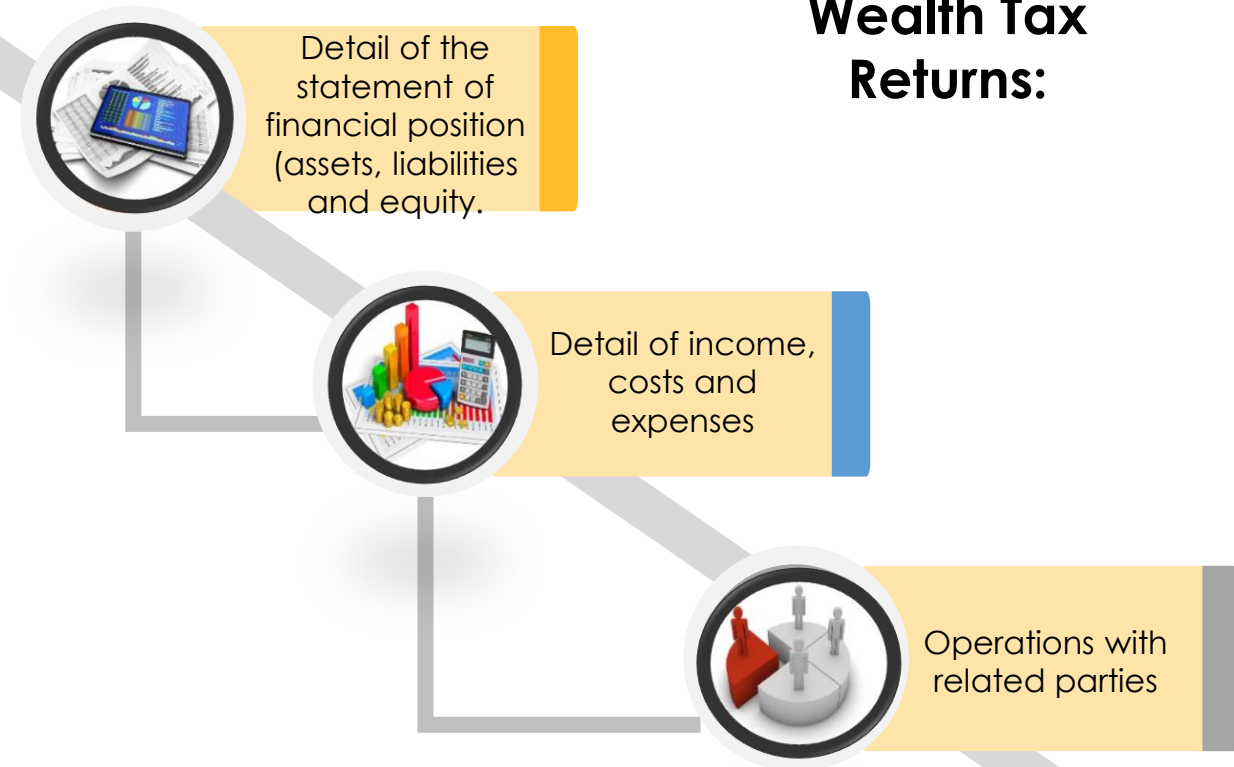 Wealth Tax
Returns:
Detail of the
statement of
financial position
(assets, liabilities
and equity.
Detail of income,
costs and
expenses
Operations with
related parties